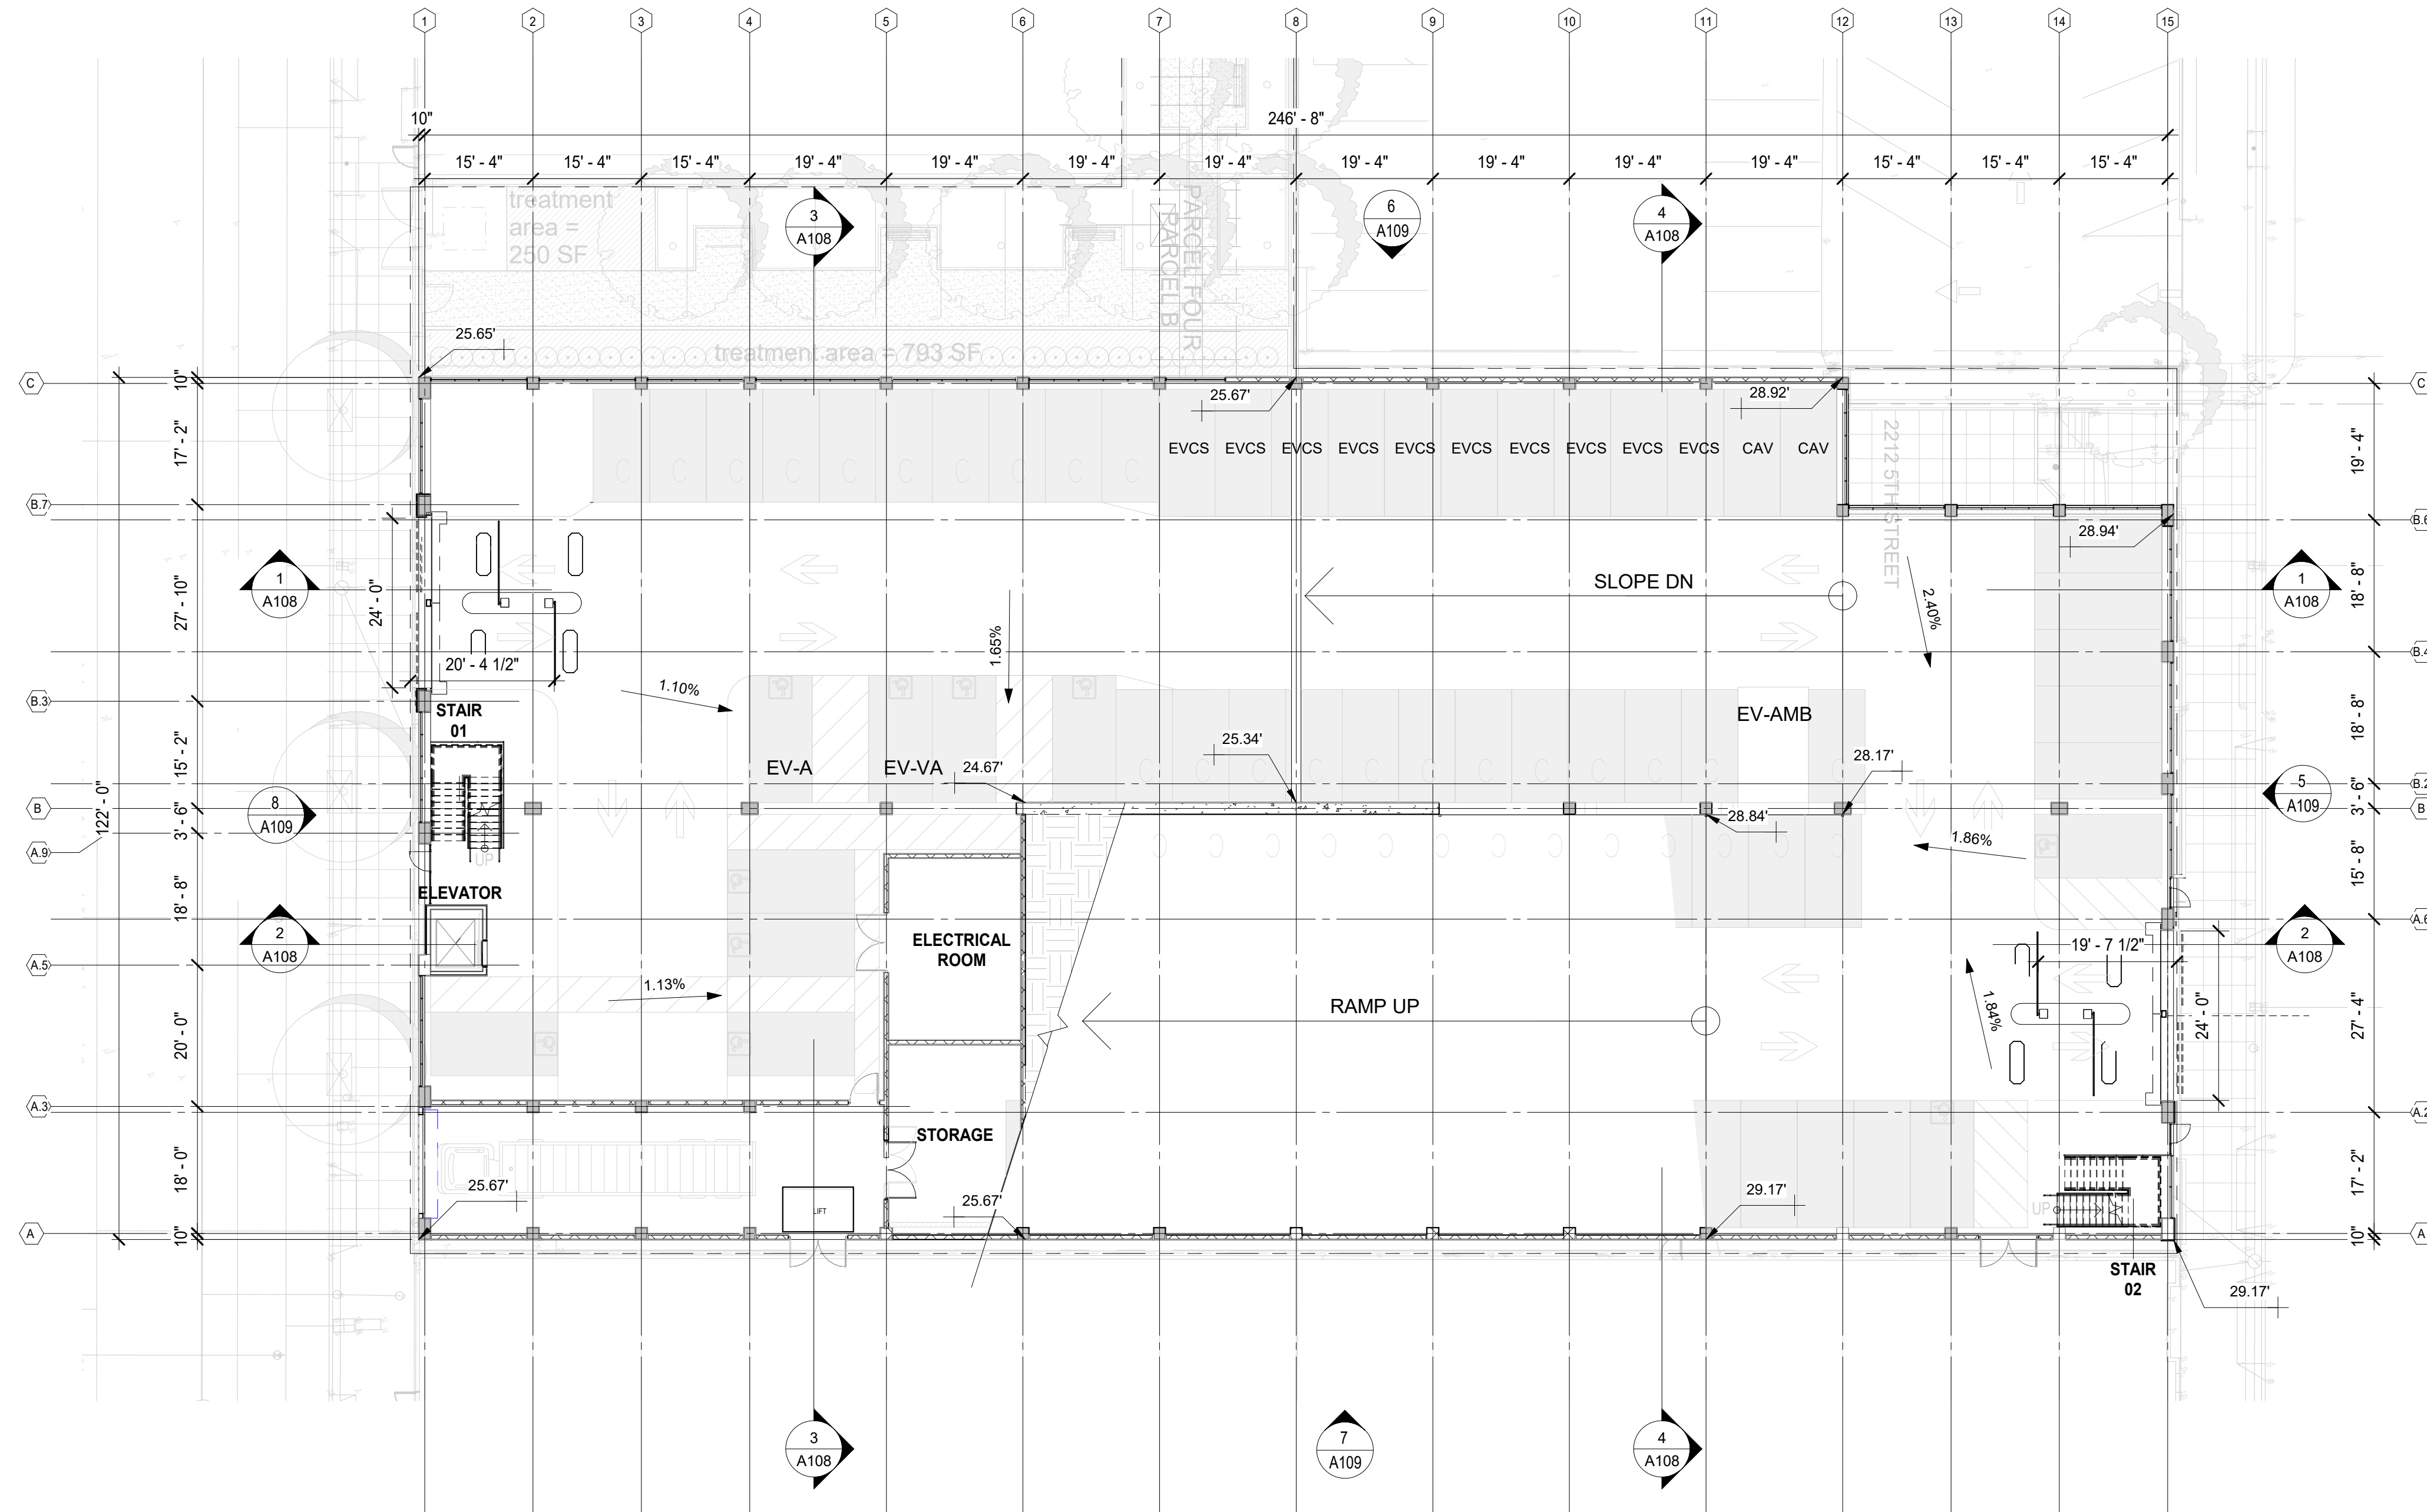 1 2 3 4 5 6 7 8 9 10 11 12 13 14 15
10" 246' - 8"
15' - 4" 15' - 4" 15' - 4" 19' - 4" 19' - 4" 19' - 4" 19' - 4" 19' - 4" 19' - 4" 19' - 4" 19' - 4" 15' - 4" 15' - 4" 15' - 4"
treatment
area =
250 SF
3
A108
PARCEL FOUR
PARCEL B
6
A109
4
A108
25.65'
treatment area = 793 SF
C
10"
25.67'
28.92'
C
17' - 2"
EVCS EVCS EVCS EVCS EVCS EVCS EVCS EVCS EVCS EVCS CAV CAV
2212 5TH STREET
19' - 4"
B.7
28.94'
B.6
1
A108
27' - 10"
24' - 0"
SLOPE DN
2.40%
18' - 8"
1
A108
1.65%
20' - 4 1/2"
B.4
1.10%
B.3
STAIR
01
EV-AMB
18' - 8"
15' - 2"
25.34'
EV-A
EV-VA
24.67'
28.17'
B.2
122' - 0"
8
A109
B
3' - 6"
28.84'
3' - 6"
B
5
A109
UP
A.9
1.86%
15' - 8"
18' - 8"
ELEVATOR
A.6
2
A108
ELECTRICAL
ROOM
19' - 7 1/2"
2
A108
A.5
1.13%
RAMP UP
1.84%
24' - 0"
27' - 4"
20' - 0"
A.3
A.2
STORAGE
18' - 0"
25.67'
LIFT
25.67'
29.17'
UP
17' - 2"
A
10"
10"
A
STAIR
02
29.17'
3
A108
7
A109
4
A108